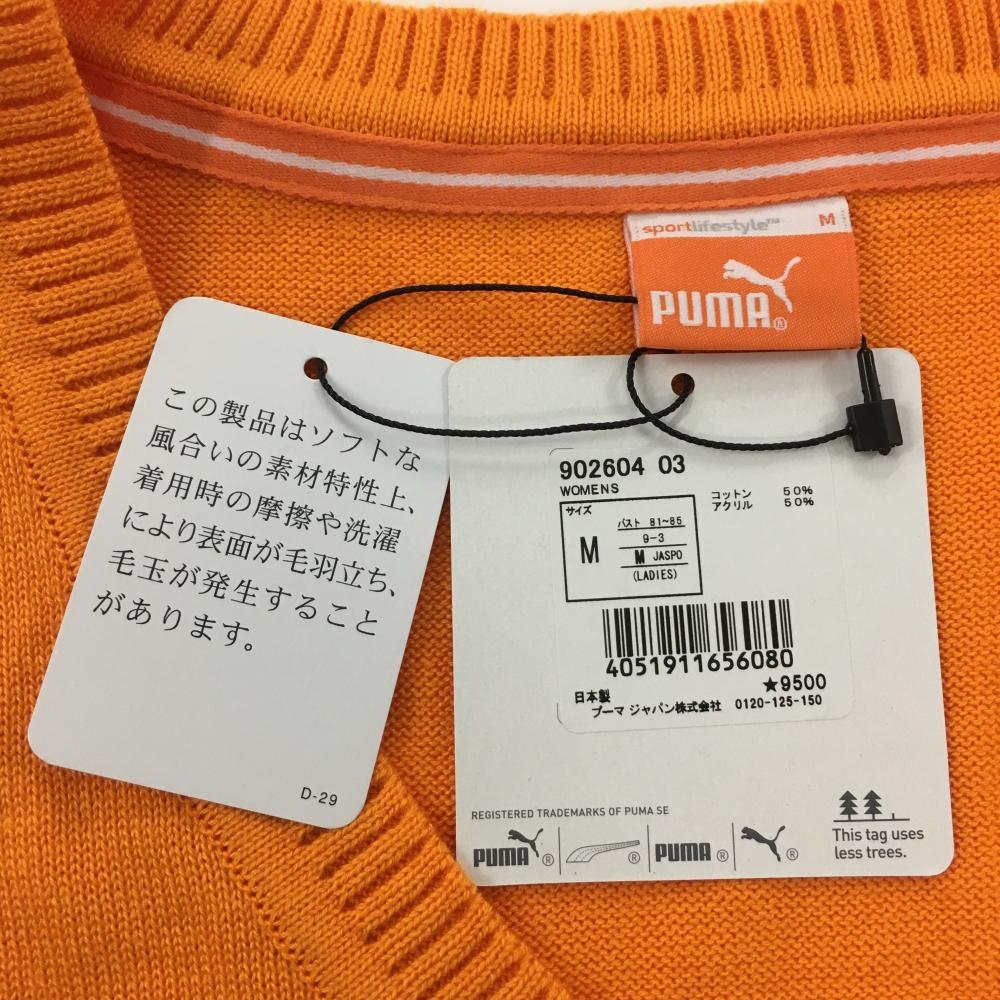 sportlifestyle™ M
PUMA®
この製品はソフトな
風合いの素材特性上、
着用時の摩擦や洗濯
により表面が毛羽立ち、
毛玉が発生すること
があります。
D-29
902604 03
WOMENS
サイズ
M
バスト 81~85
9-3
M JASPO
(LADIES)
コットン 50%
アクリル 50%
4051911656080
★9500
日本製
プーマ ジャパン株式会社 0120-125-150
REGISTERED TRADEMARKS OF PUMA SE
PUMA® ® PUMA® ®
This tag uses
less trees.